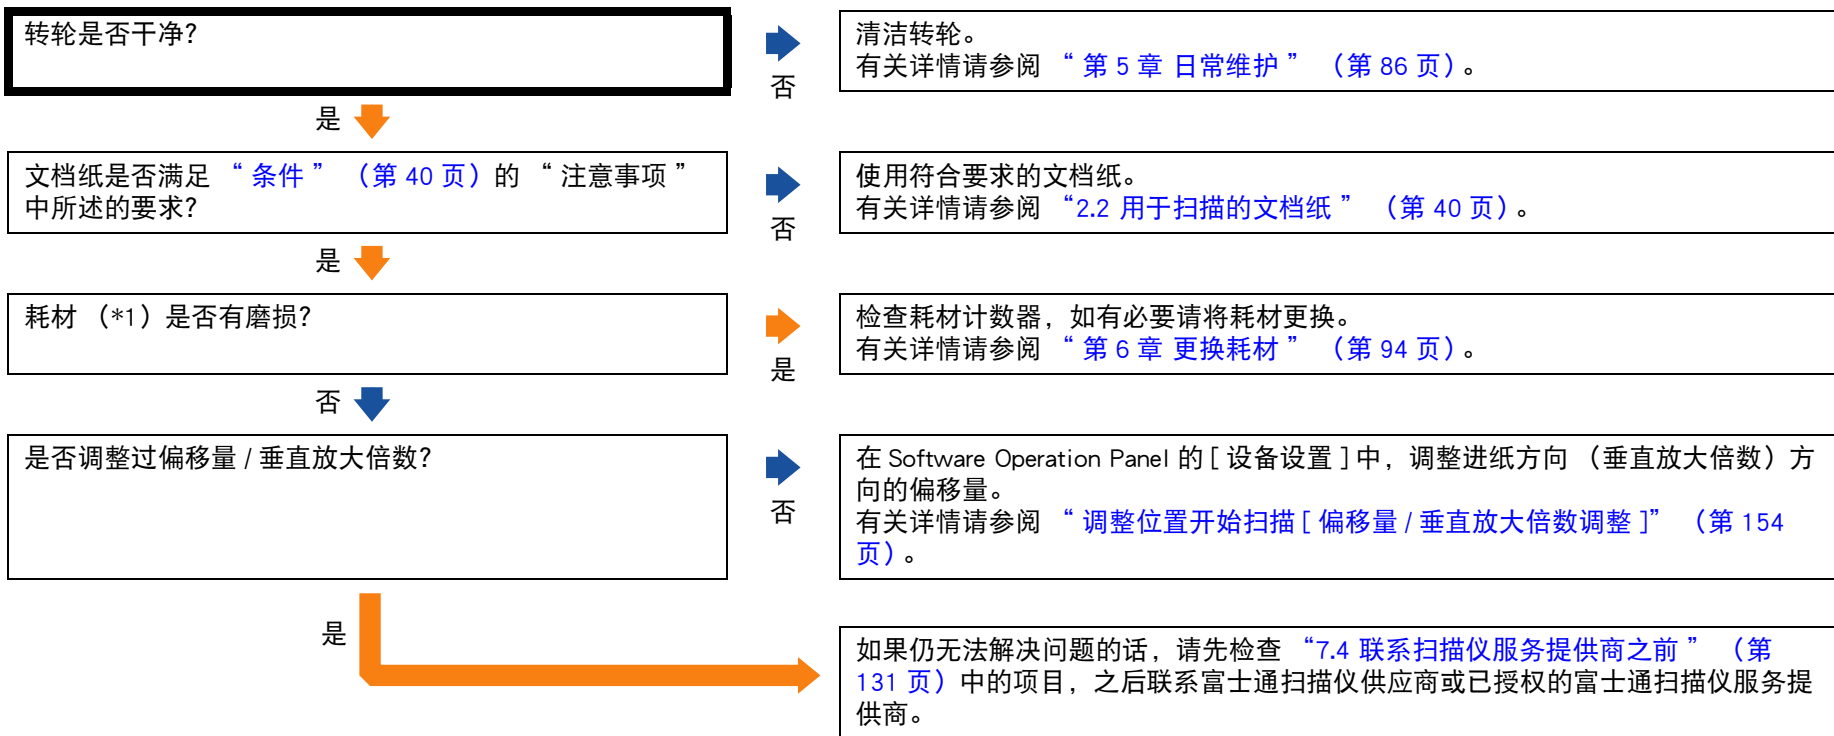 转轮是否干净?
清洁转轮。
有关详情请参阅 “ 第 5 章 日常维护 ” （第 86 页）。
否
是
文档纸是否满足 “ 条件 ” （第 40 页）的 “ 注意事项 ”
中所述的要求?
使用符合要求的文档纸。
有关详情请参阅 “2.2 用于扫描的文档纸 ” （第 40 页）。
否
是
耗材 （*1）是否有磨损?
检查耗材计数器，如有必要请将耗材更换。
有关详情请参阅 “ 第 6 章 更换耗材 ” （第 94 页）。
是
否
是否调整过偏移量 / 垂直放大倍数?
在 Software Operation Panel 的 [ 设备设置 ] 中，调整进纸方向 （垂直放大倍数）方
向的偏移量。
有关详情请参阅 “ 调整位置开始扫描 [ 偏移量 / 垂直放大倍数调整 ]” （第 154
页）。
否
是
如果仍无法解决问题的话，请先检查 “7.4 联系扫描仪服务提供商之前 ” （第
131 页）中的项目，之后联系富士通扫描仪供应商或已授权的富士通扫描仪服务提
供商。